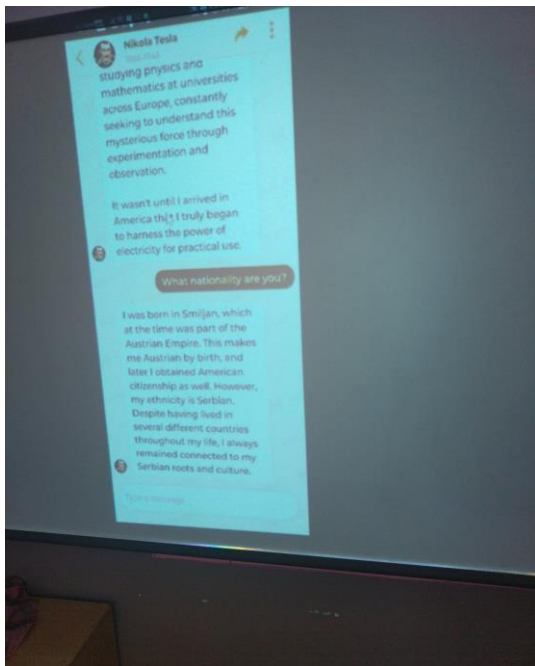 Nikola Tesla
studying physics and
mathematics at universities
across Europe, constantly
seeking to understand this
mysterious force through
experimentation and
observation.
It wasn't until I arrived in
America that I truly began
to harness the power of
electricity for practical use.
What nationality are you?
I was born in Smiljan, which
at the time was part of the
Austrian Empire. This makes
me Austrian by birth, and
later I obtained American
citizenship as well. However,
my ethnicity is Serbian.
Despite having lived in
several different countries
throughout my life, I always
remained connected to my
Serbian roots and culture.
Type a message